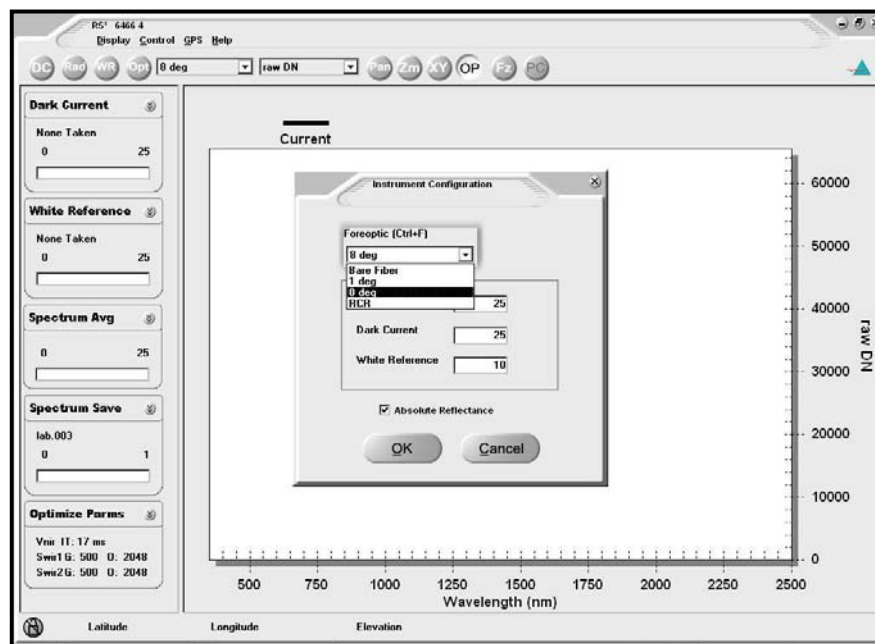 RS³ 6466 4
Display Control GPS Help
DC Rad WR Opt 8 deg raw DN Pan Zm XY OP Fz PC
Dark Current
None Taken
0 25
White Reference
None Taken
0 25
Spectrum Avg
0 25
Spectrum Save
lab.003
0 1
Optimize Parms
Vnir IT: 17 ms
Swir1 G: 500 O: 2048
Swir2 G: 500 O: 2048
Current
Instrument Configuration
Foreoptic (Ctrl+F)
8 deg
Bare Fiber
1 deg
8 deg
RCR
25
Dark Current 25
White Reference 10
Absolute Reflectance
OK Cancel
60000
50000
40000
30000
20000
10000
0
raw DN
500 750 1000 1250 1500 1750 2000 2250 2500
Wavelength (nm)
Latitude Longitude Elevation